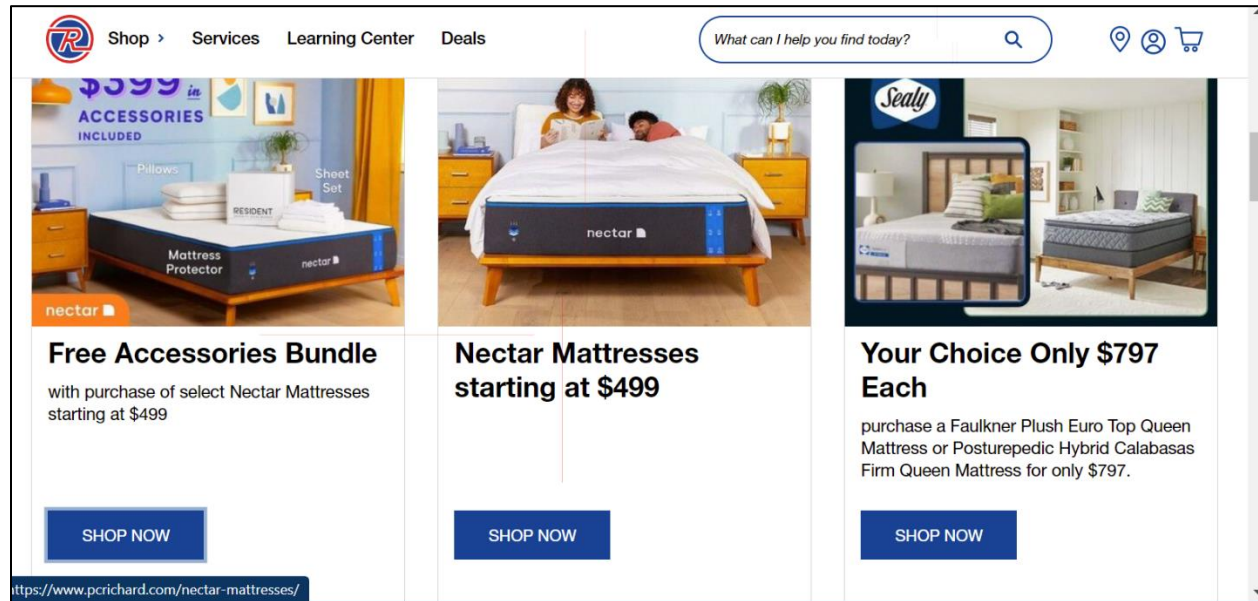 R
Shop >
Services
Learning Center
Deals
What can I help you find today?
$399 in
ACCESSORIES
INCLUDED
Pillows
Sheet
Set
RESIDENT
Mattress
Protector
nectar
nectar
nectar
Sealy
Free Accessories Bundle
with purchase of select Nectar Mattresses
starting at $499
SHOP NOW
Nectar Mattresses
starting at $499
SHOP NOW
Your Choice Only $797
Each
purchase a Faulkner Plush Euro Top Queen
Mattress or Posturepedic Hybrid Calabasas
Firm Queen Mattress for only $797.
SHOP NOW
ttps://www.pcrichard.com/nectar-mattresses/